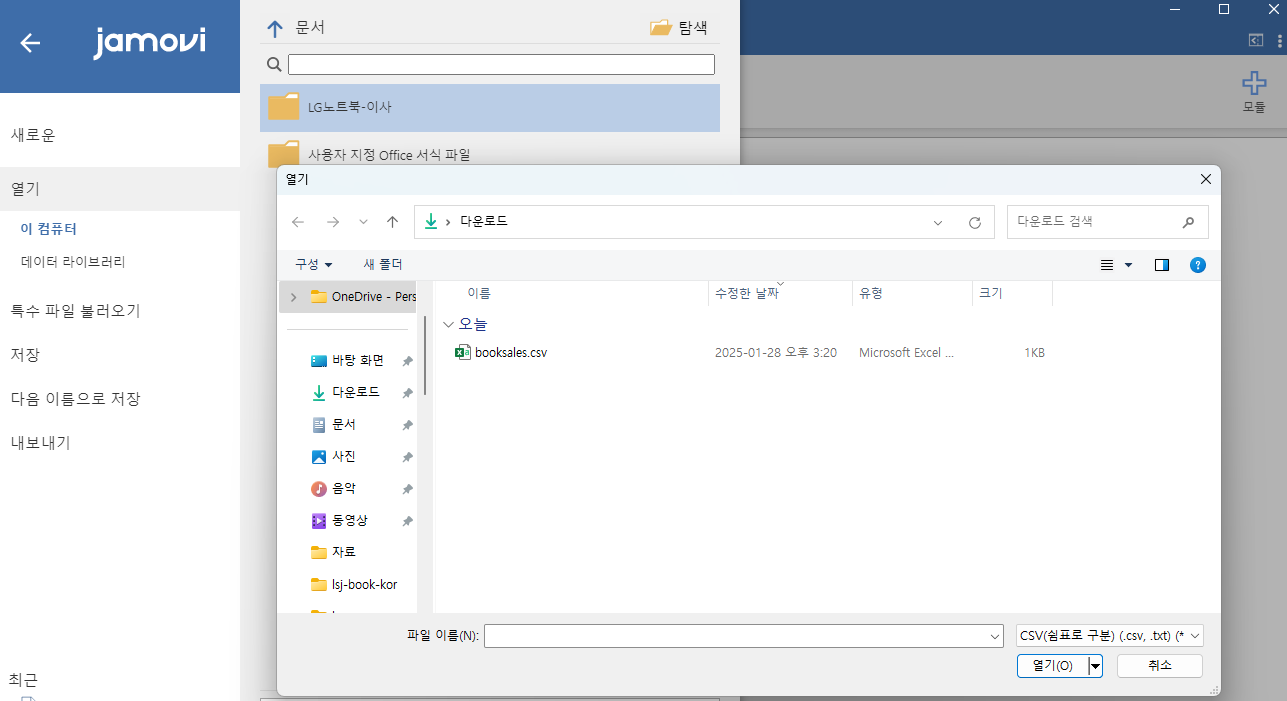 jamovi
새로운
열기
이 컴퓨터
데이터 라이브러리
특수 파일 불러오기
저장
다음 이름으로 저장
내보내기
최근
문서
탐색
LG노트북-이사
사용자 지정 Office 서식 파일
모듈
열기
다운로드
다운로드 검색
구성
새 폴더
OneDrive - Pers
바탕 화면
다운로드
문서
사진
음악
동영상
자료
lsj-book-kor
이름 수정한 날짜 유형 크기
오늘
booksales.csv 2025-01-28 오후 3:20 Microsoft Excel ... 1KB
파일 이름(N):
CSV(쉼표로 구분) (.csv, .txt) (*
열기(O)
취소